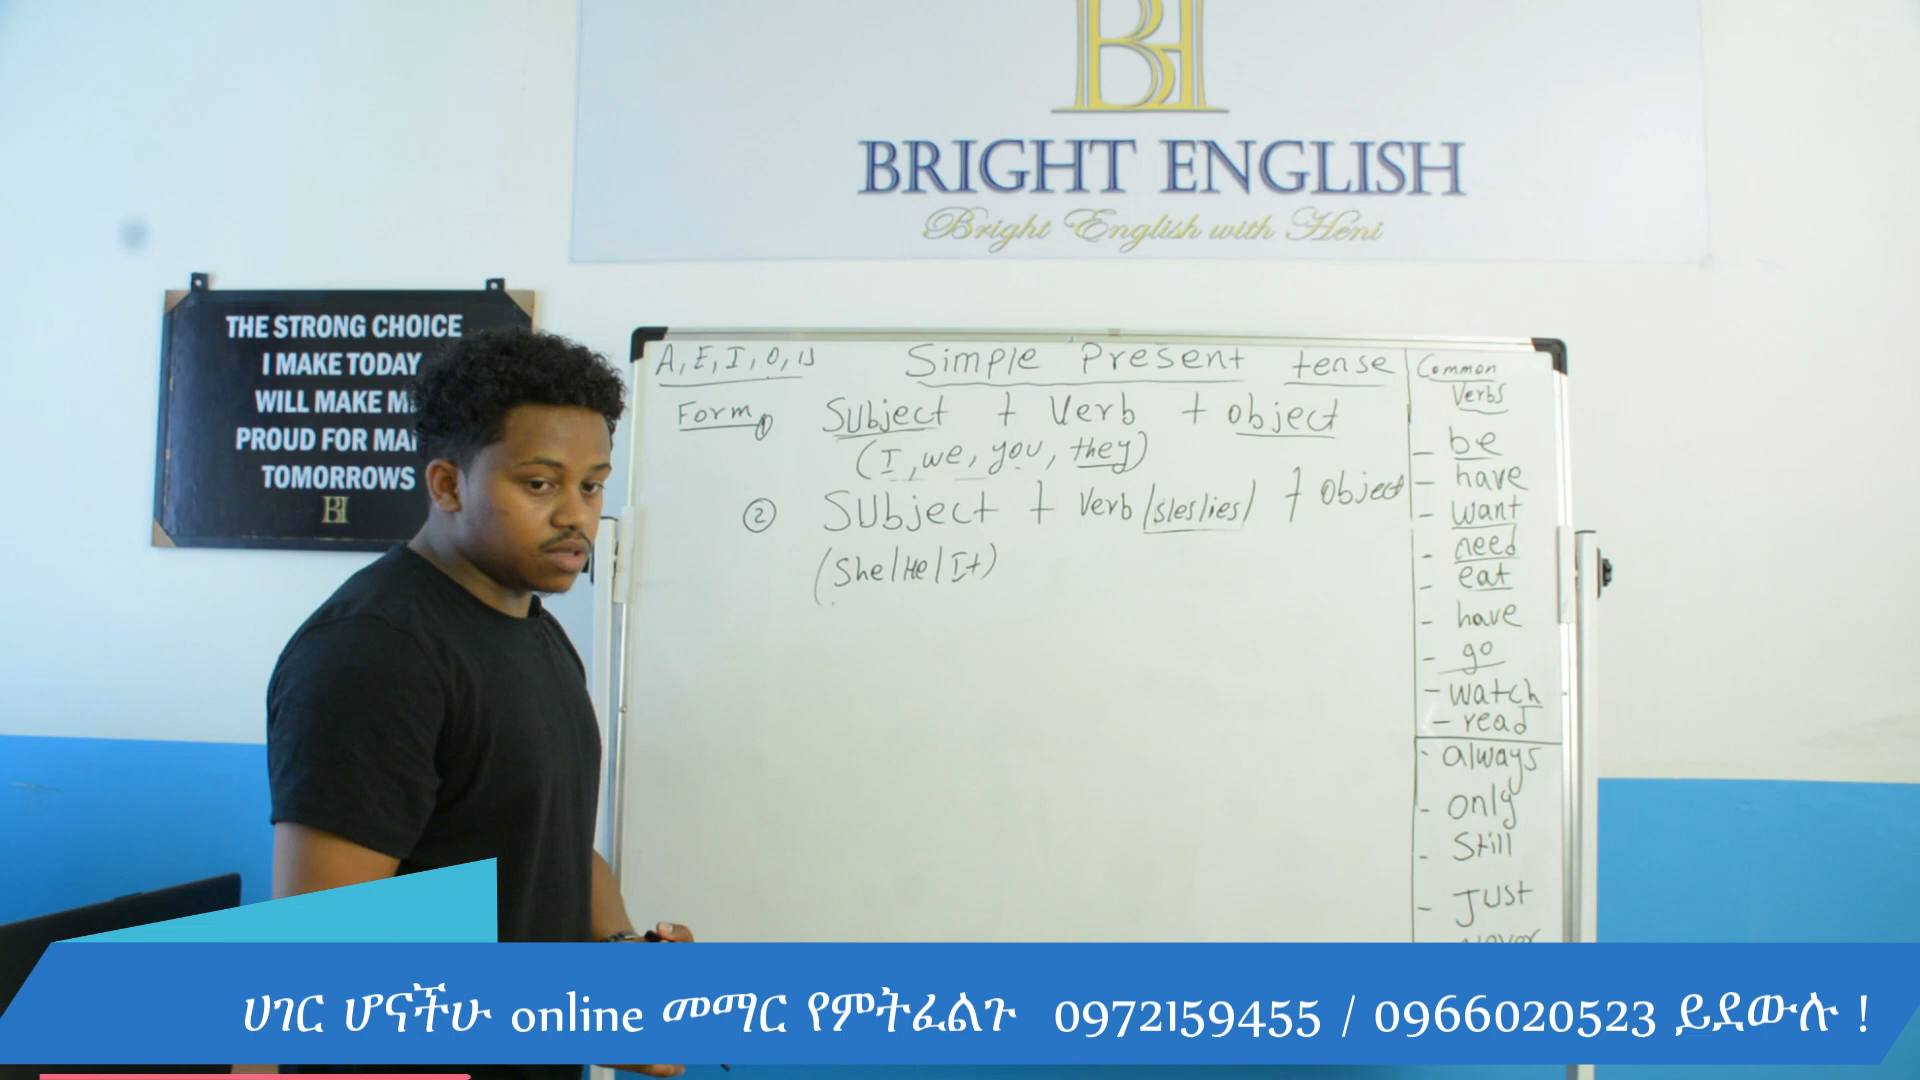 BH
BRIGHT ENGLISH
Bright English with Heni
THE STRONG CHOICE
I MAKE TODAY
WILL MAKE
PROUD FOR
TOMORROWS
BH
A, E, I, O, U
Simple Present tense
Form
① Subject + Verb + object
(I, we, you, they)
② Subject + Verb /s/es/ies/ + Object
(She/He/It)
Common
Verbs
- be
- have
- want
- need
- eat
- have
- go
- watch
- read
- always
- only
- Still
- Just
ሀገር ሆናችሁ online መማር የምትፈልጉ 0972159455 / 0966020523 ይደውሉ !